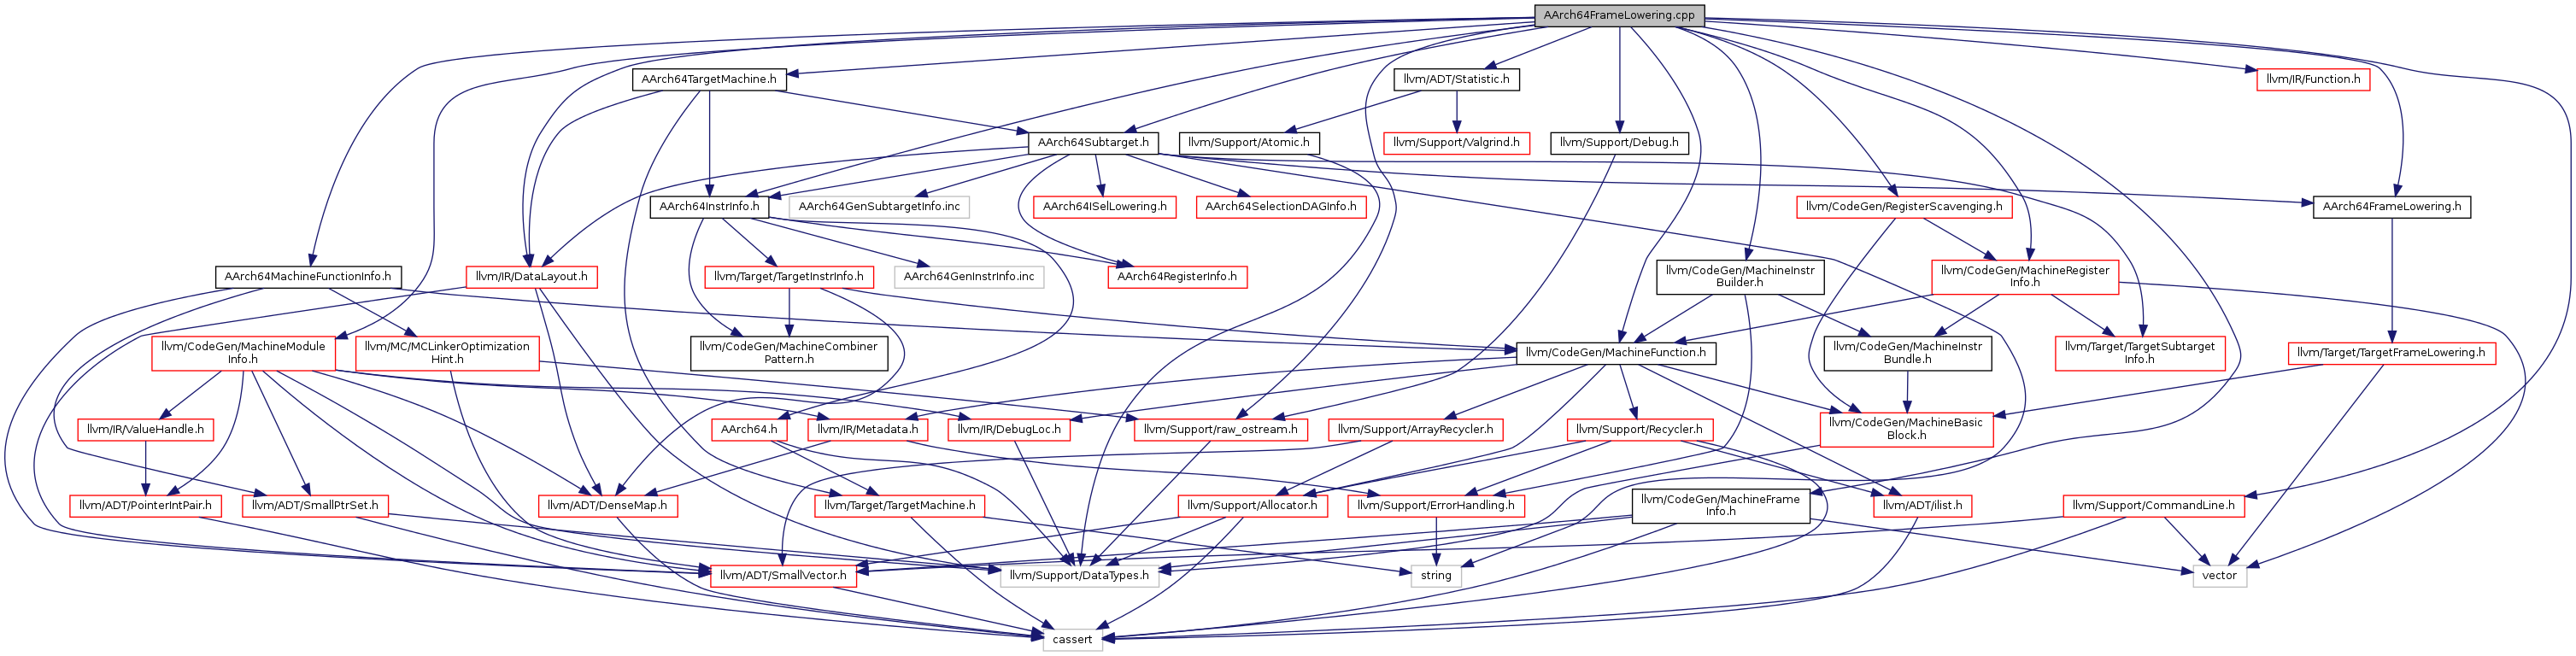 AArch64FrameLowering.cpp
AArch64TargetMachine.h
llvm/ADT/Statistic.h
llvm/IR/Function.h
AArch64Subtarget.h
llvm/Support/Atomic.h
llvm/Support/Valgrind.h
llvm/Support/Debug.h
AArch64InstrInfo.h
AArch64GenSubtargetInfo.inc
AArch64ISelLowering.h
AArch64SelectionDAGInfo.h
llvm/CodeGen/RegisterScavenging.h
AArch64FrameLowering.h
AArch64MachineFunctionInfo.h
llvm/IR/DataLayout.h
llvm/Target/TargetInstrInfo.h
AArch64GenInstrInfo.inc
AArch64RegisterInfo.h
llvm/CodeGen/MachineInstr
Builder.h
llvm/CodeGen/MachineRegister
Info.h
llvm/CodeGen/MachineModule
Info.h
llvm/MC/MCLinkerOptimization
Hint.h
llvm/CodeGen/MachineCombiner
Pattern.h
llvm/CodeGen/MachineFunction.h
llvm/CodeGen/MachineInstr
Bundle.h
llvm/Target/TargetSubtarget
Info.h
llvm/Target/TargetFrameLowering.h
llvm/IR/ValueHandle.h
AArch64.h
llvm/IR/Metadata.h
llvm/IR/DebugLoc.h
llvm/Support/raw_ostream.h
llvm/Support/ArrayRecycler.h
llvm/Support/Recycler.h
llvm/CodeGen/MachineBasic
Block.h
llvm/ADT/PointerIntPair.h
llvm/ADT/SmallPtrSet.h
llvm/ADT/DenseMap.h
llvm/Target/TargetMachine.h
llvm/Support/Allocator.h
llvm/Support/ErrorHandling.h
llvm/CodeGen/MachineFrame
Info.h
llvm/ADT/ilist.h
llvm/Support/CommandLine.h
llvm/ADT/SmallVector.h
llvm/Support/DataTypes.h
string
vector
cassert